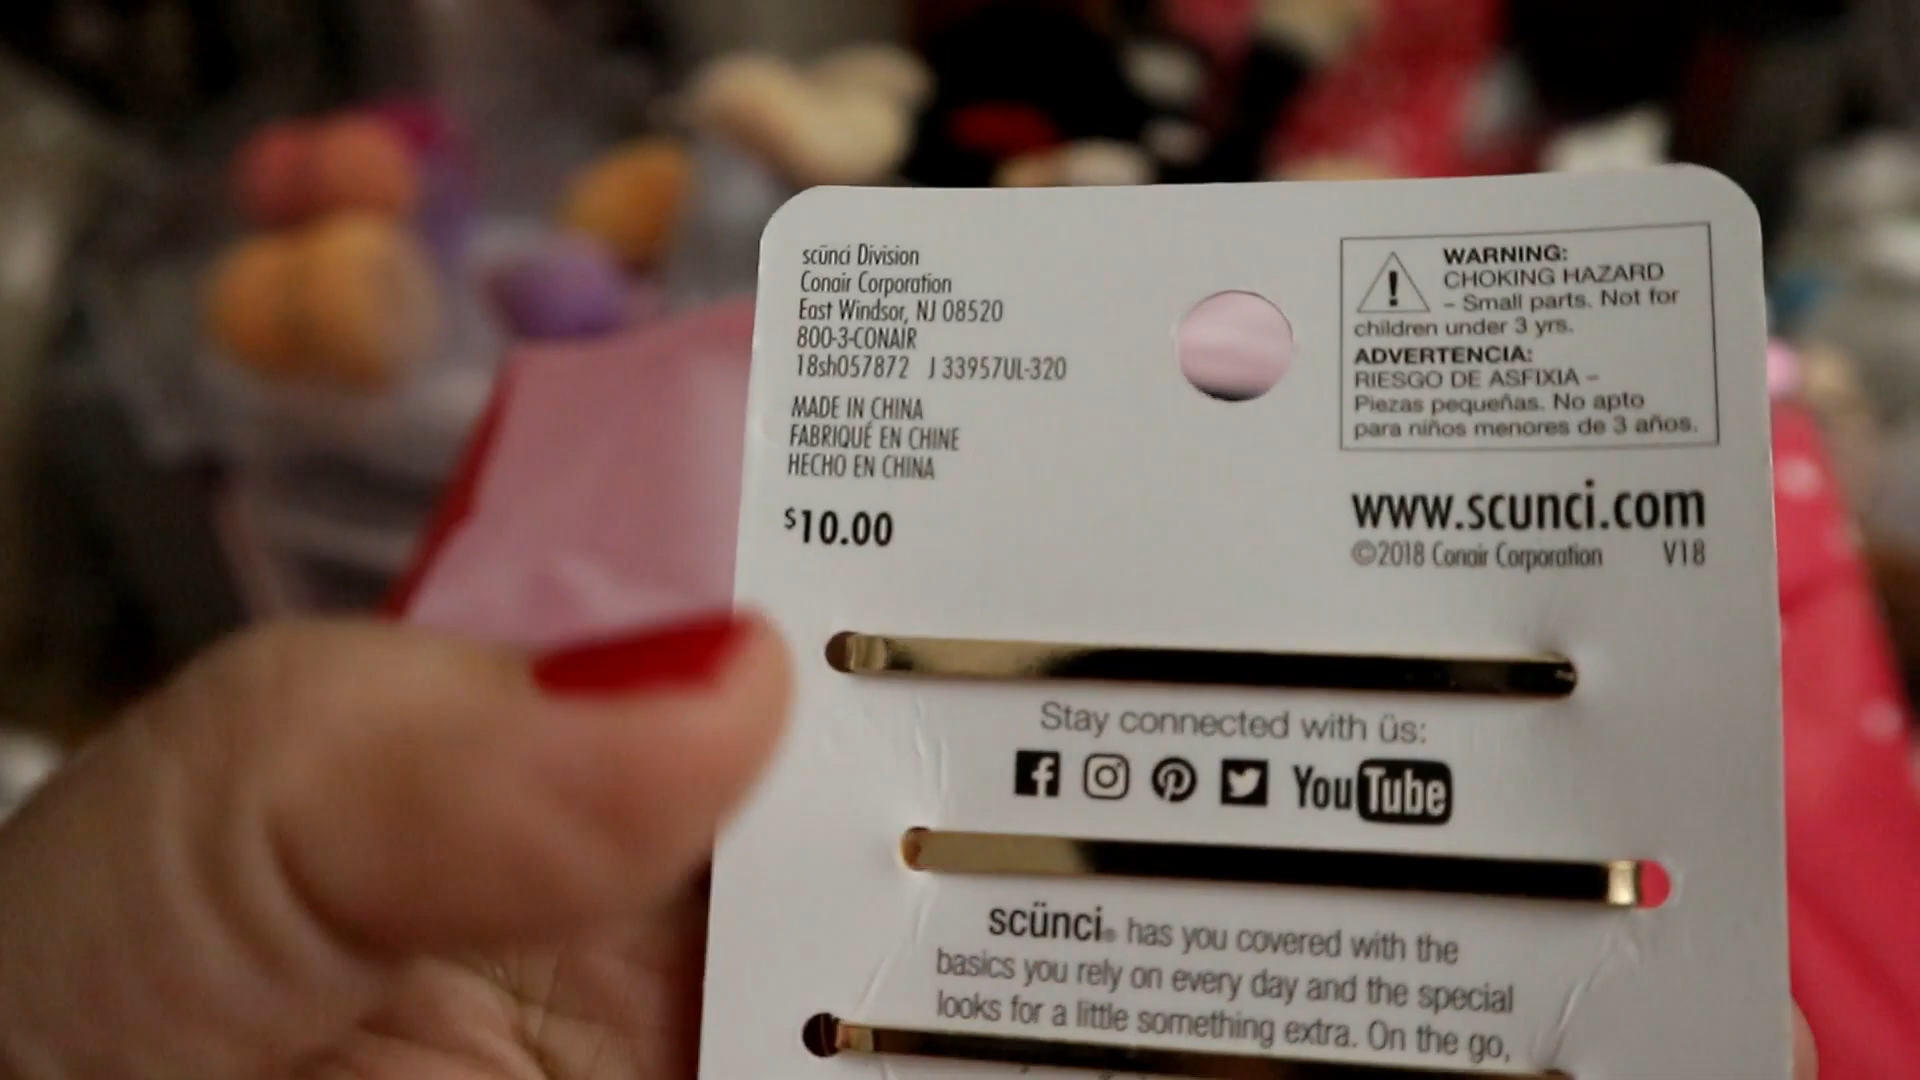 scünci Division
Conair Corporation
East Windsor, NJ 08520
800-3-CONAIR
18sh057872 J 33957UL-320
MADE IN CHINA
FABRIQUÉ EN CHINE
HECHO EN CHINA
$10.00
WARNING:
CHOKING HAZARD
– Small parts. Not for
children under 3 yrs.
ADVERTENCIA:
RIESGO DE ASFIXIA –
Piezas pequeñas. No apto
para niños menores de 3 años.
www.scunci.com
©2018 Conair Corporation V18
Stay connected with üs:
YouTube
scünci® has you covered with the
basics you rely on every day and the special
looks for a little something extra. On the go,